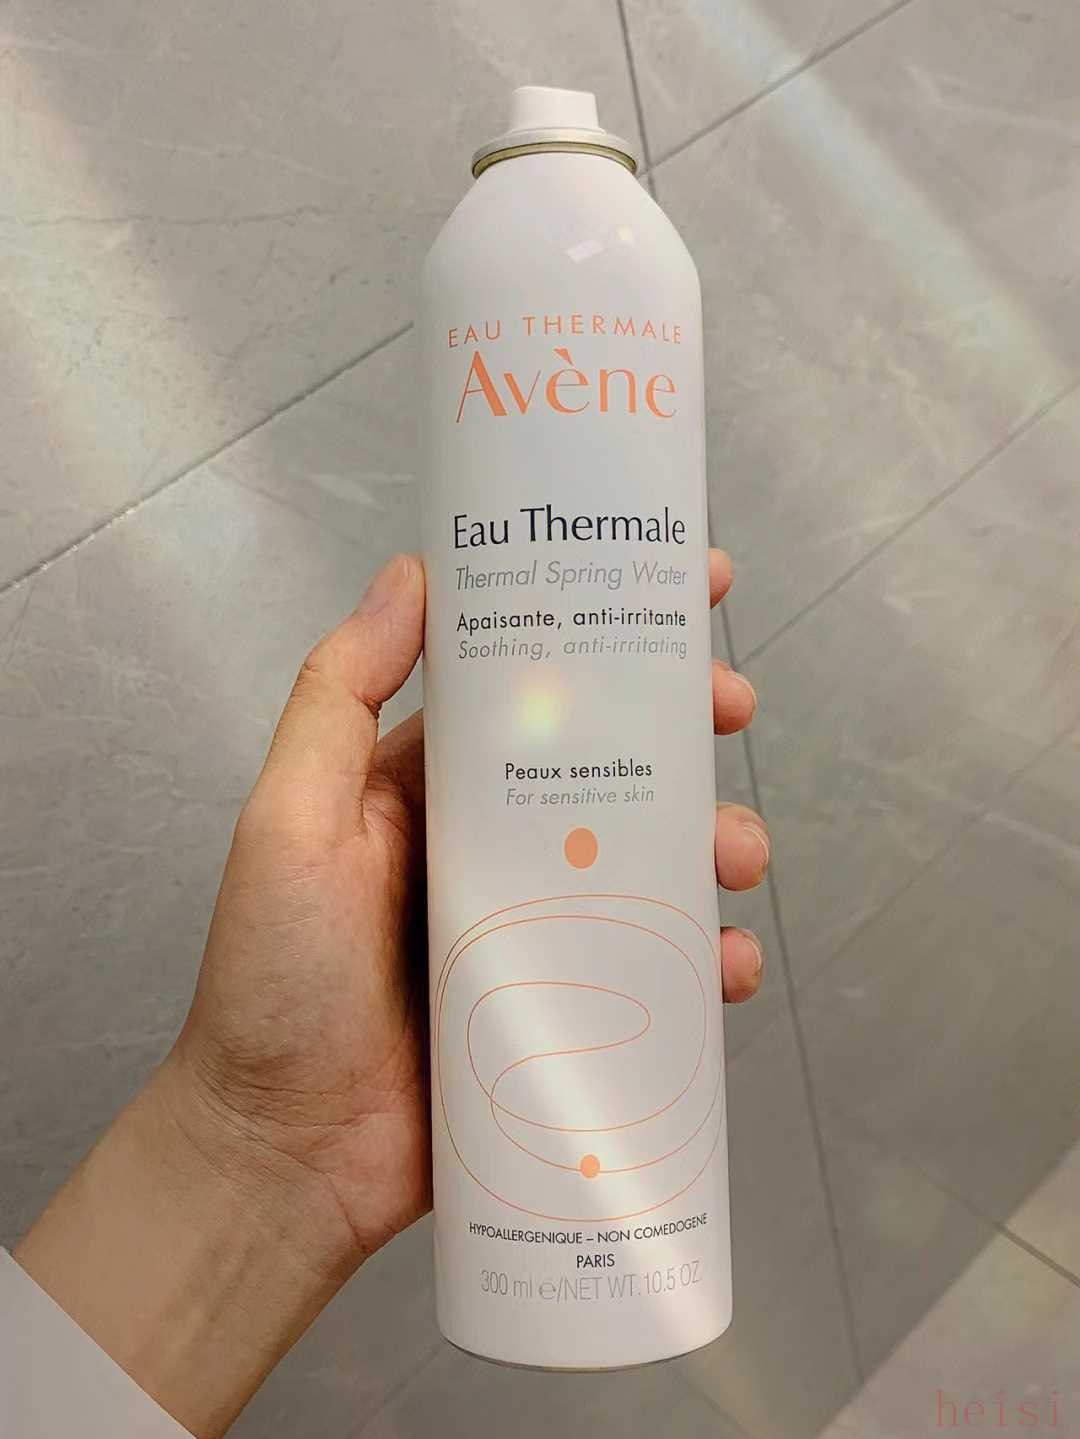 EAU THERMALE
Avène
Eau Thermale
Thermal Spring Water
Apaisante, anti-irritante
Soothing, anti-irritating
Peaux sensibles
For sensitive skin
HYPOALLERGENIQUE – NON COMEDOGENE
PARIS
300 ml e/NET WT. 10.5 OZ.
heisi